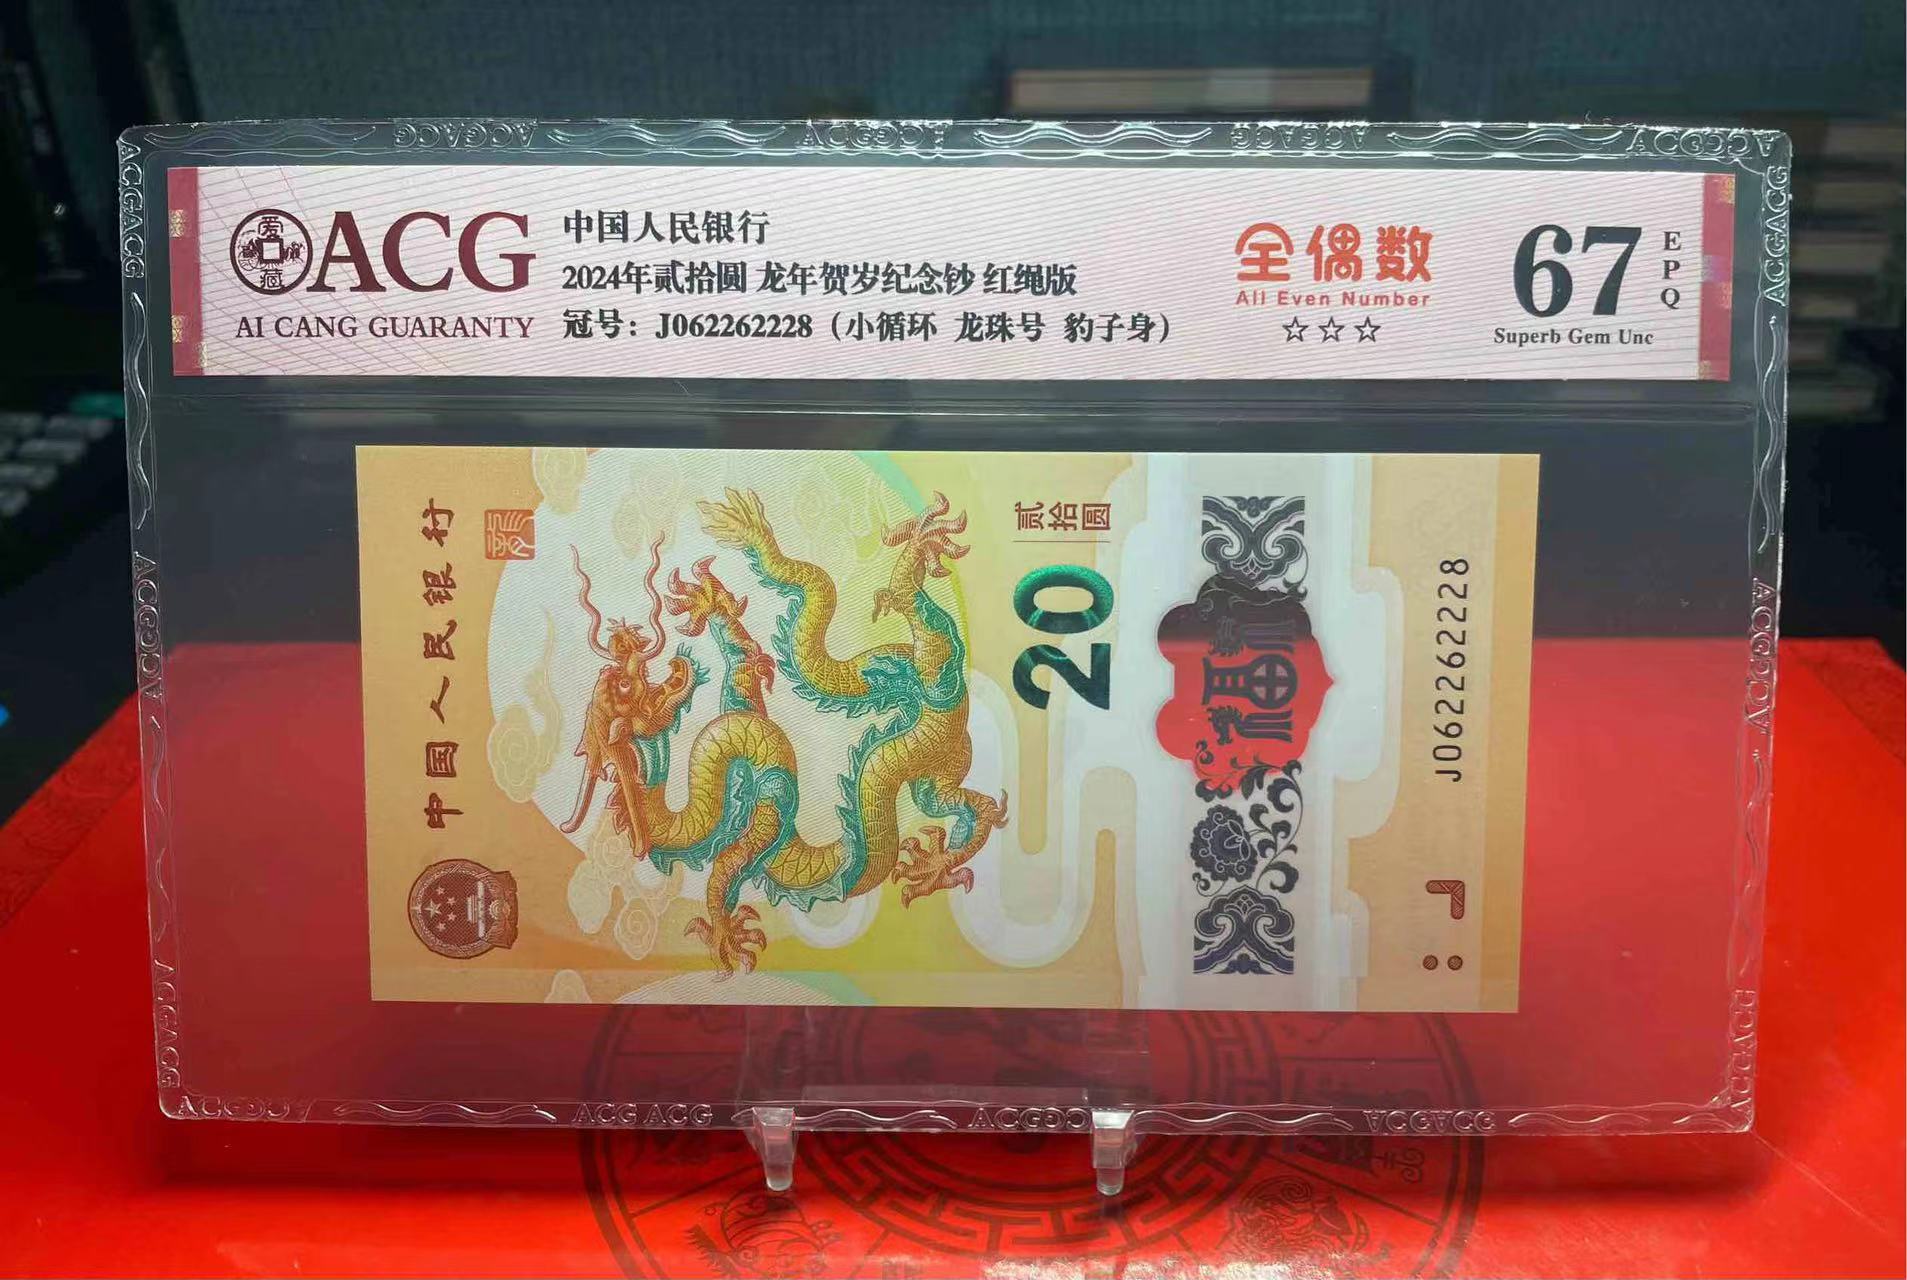 ACG
AI CANG GUARANTY
中国人民银行
2024年贰拾圆 龙年贺岁纪念钞 红绳版
冠号：J062262228（小循环 龙珠号 豹子身）
全偶数
All Even Number
☆☆☆
67
EPQ
Superb Gem Unc
中国人民银行
贰拾圆
20
福
J062262228